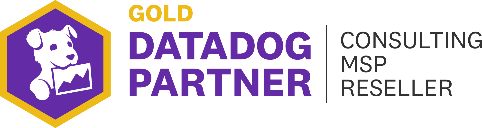 GOLD
DATADOG
PARTNER
CONSULTING
MSP
RESELLER